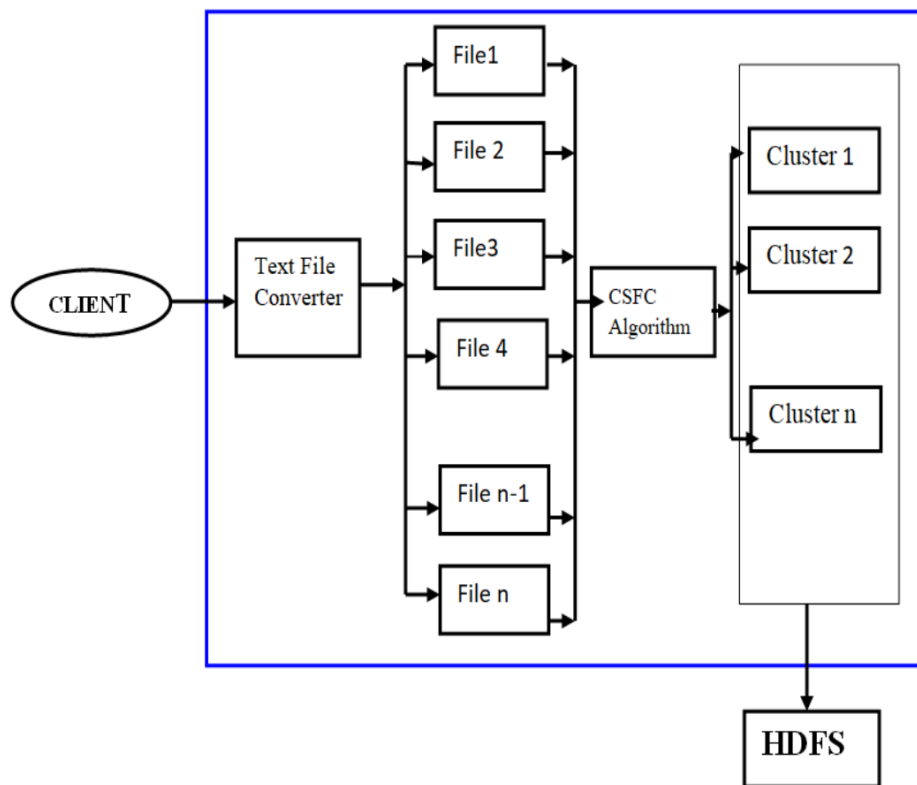 CLIENT
Text File
Converter
File1
File 2
File3
File 4
File n-1
File n
CSFC
Algorithm
Cluster 1
Cluster 2
Cluster n
HDFS